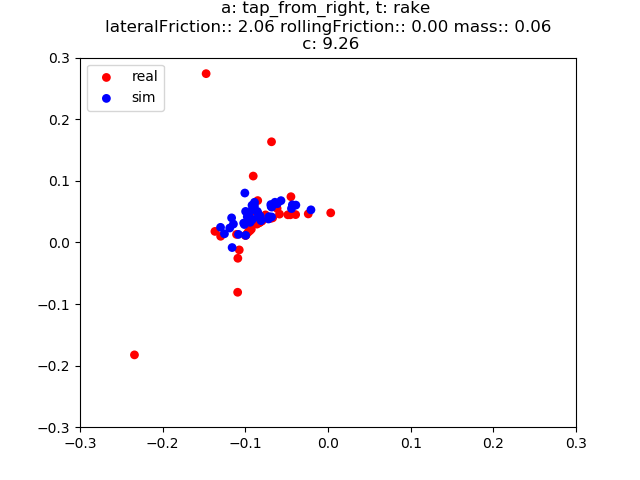 a: tap_from_right, t: rake
lateralFriction:: 2.06 rollingFriction:: 0.00 mass:: 0.06
c: 9.26
real
sim
0.3
0.2
0.1
0.0
−0.1
−0.2
−0.3
−0.3
−0.2
−0.1
0.0
0.1
0.2
0.3